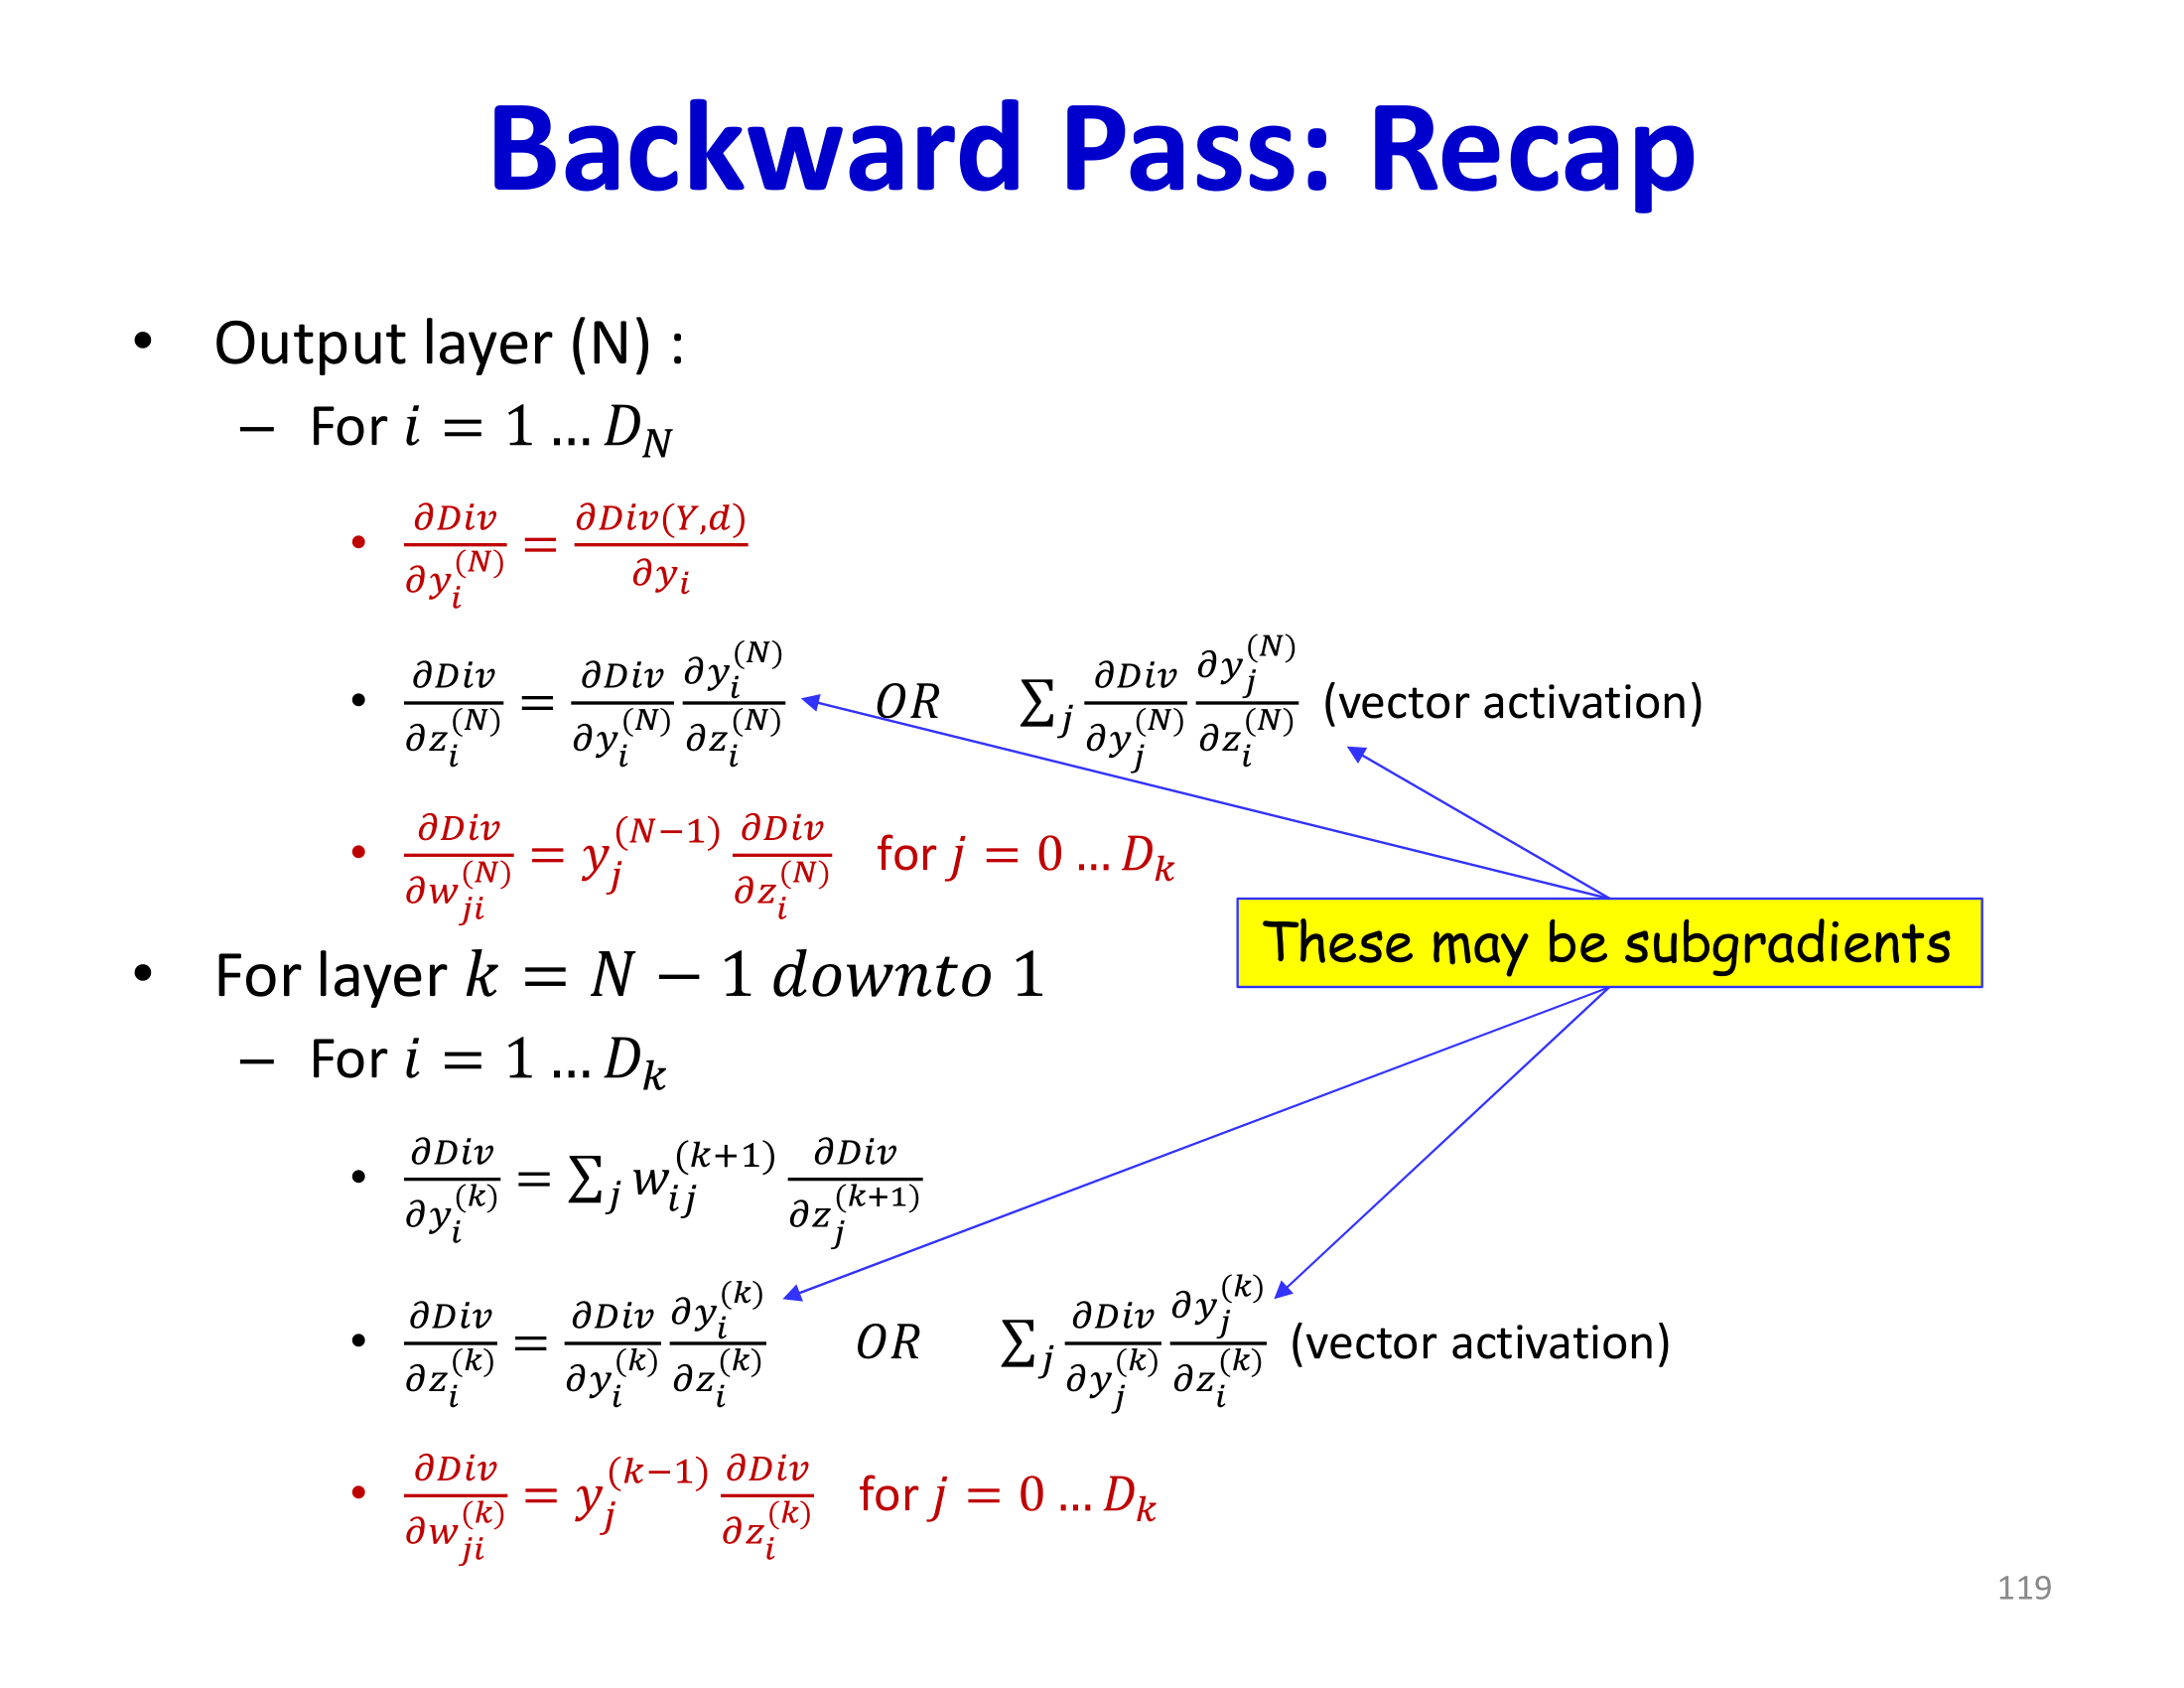 Backward Pass: Recap
• Output layer (N) :
– For $i = 1 \dots D_N$
• $\frac{\partial Div}{\partial y_i^{(N)}} = \frac{\partial Div(Y,d)}{\partial y_i}$
• $\frac{\partial Div}{\partial z_i^{(N)}} = \frac{\partial Div}{\partial y_i^{(N)}} \frac{\partial y_i^{(N)}}{\partial z_i^{(N)}}$ OR $\sum_j \frac{\partial Div}{\partial y_j^{(N)}} \frac{\partial y_j^{(N)}}{\partial z_i^{(N)}}$ (vector activation)
• $\frac{\partial Div}{\partial w_{ji}^{(N)}} = y_j^{(N-1)} \frac{\partial Div}{\partial z_i^{(N)}}$ for $j = 0 \dots D_k$
These may be subgradients
• For layer $k = N - 1$ downto $1$
– For $i = 1 \dots D_k$
• $\frac{\partial Div}{\partial y_i^{(k)}} = \sum_j w_{ij}^{(k+1)} \frac{\partial Div}{\partial z_j^{(k+1)}}$
• $\frac{\partial Div}{\partial z_i^{(k)}} = \frac{\partial Div}{\partial y_i^{(k)}} \frac{\partial y_i^{(k)}}{\partial z_i^{(k)}}$ OR $\sum_j \frac{\partial Div}{\partial y_j^{(k)}} \frac{\partial y_j^{(k)}}{\partial z_i^{(k)}}$ (vector activation)
• $\frac{\partial Div}{\partial w_{ji}^{(k)}} = y_j^{(k-1)} \frac{\partial Div}{\partial z_i^{(k)}}$ for $j = 0 \dots D_k$
119